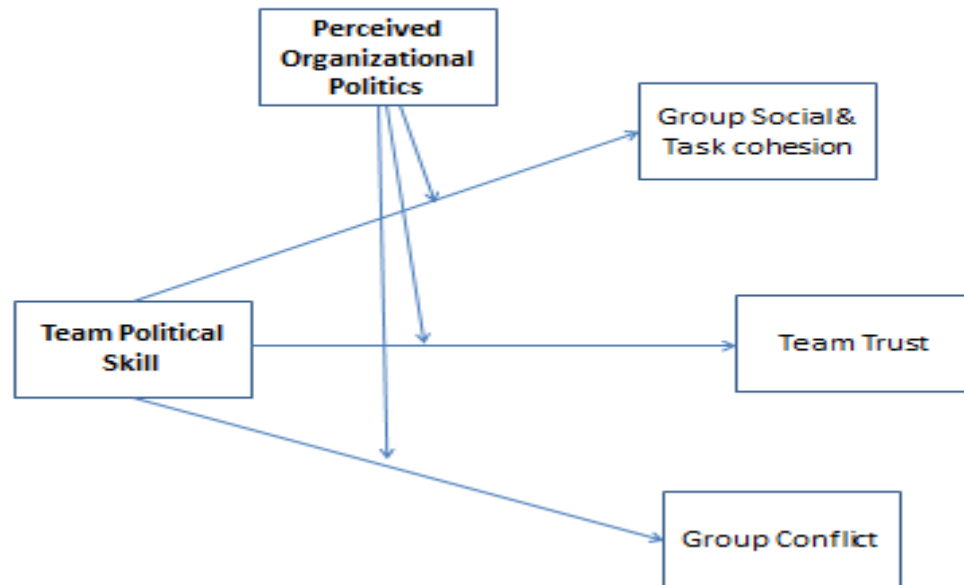 Perceived
Organizational
Politics
Group Social&
Task cohesion
Team Political
Skill
Team Trust
Group Conflict